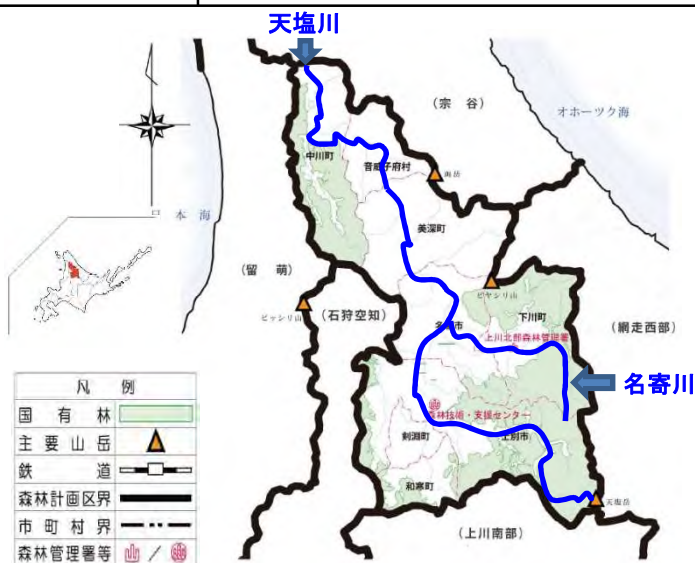 天塩川
(宗 谷)
オホーツク海
中川町
音威子府村
函岳
日
本 海
美深町
(留 萌)
ピヤシリ山
ピッシリ山
(石狩空知)
下川町
(網走西部)
名寄市
上川北部森林管理署
名寄川
森林技術・支援センター
剣淵町
士別市
和寒町
天塩岳
(上川南部)
凡 例
国有林
主要山岳
鉄道
森林計画区界
市町村界
森林管理署等
／